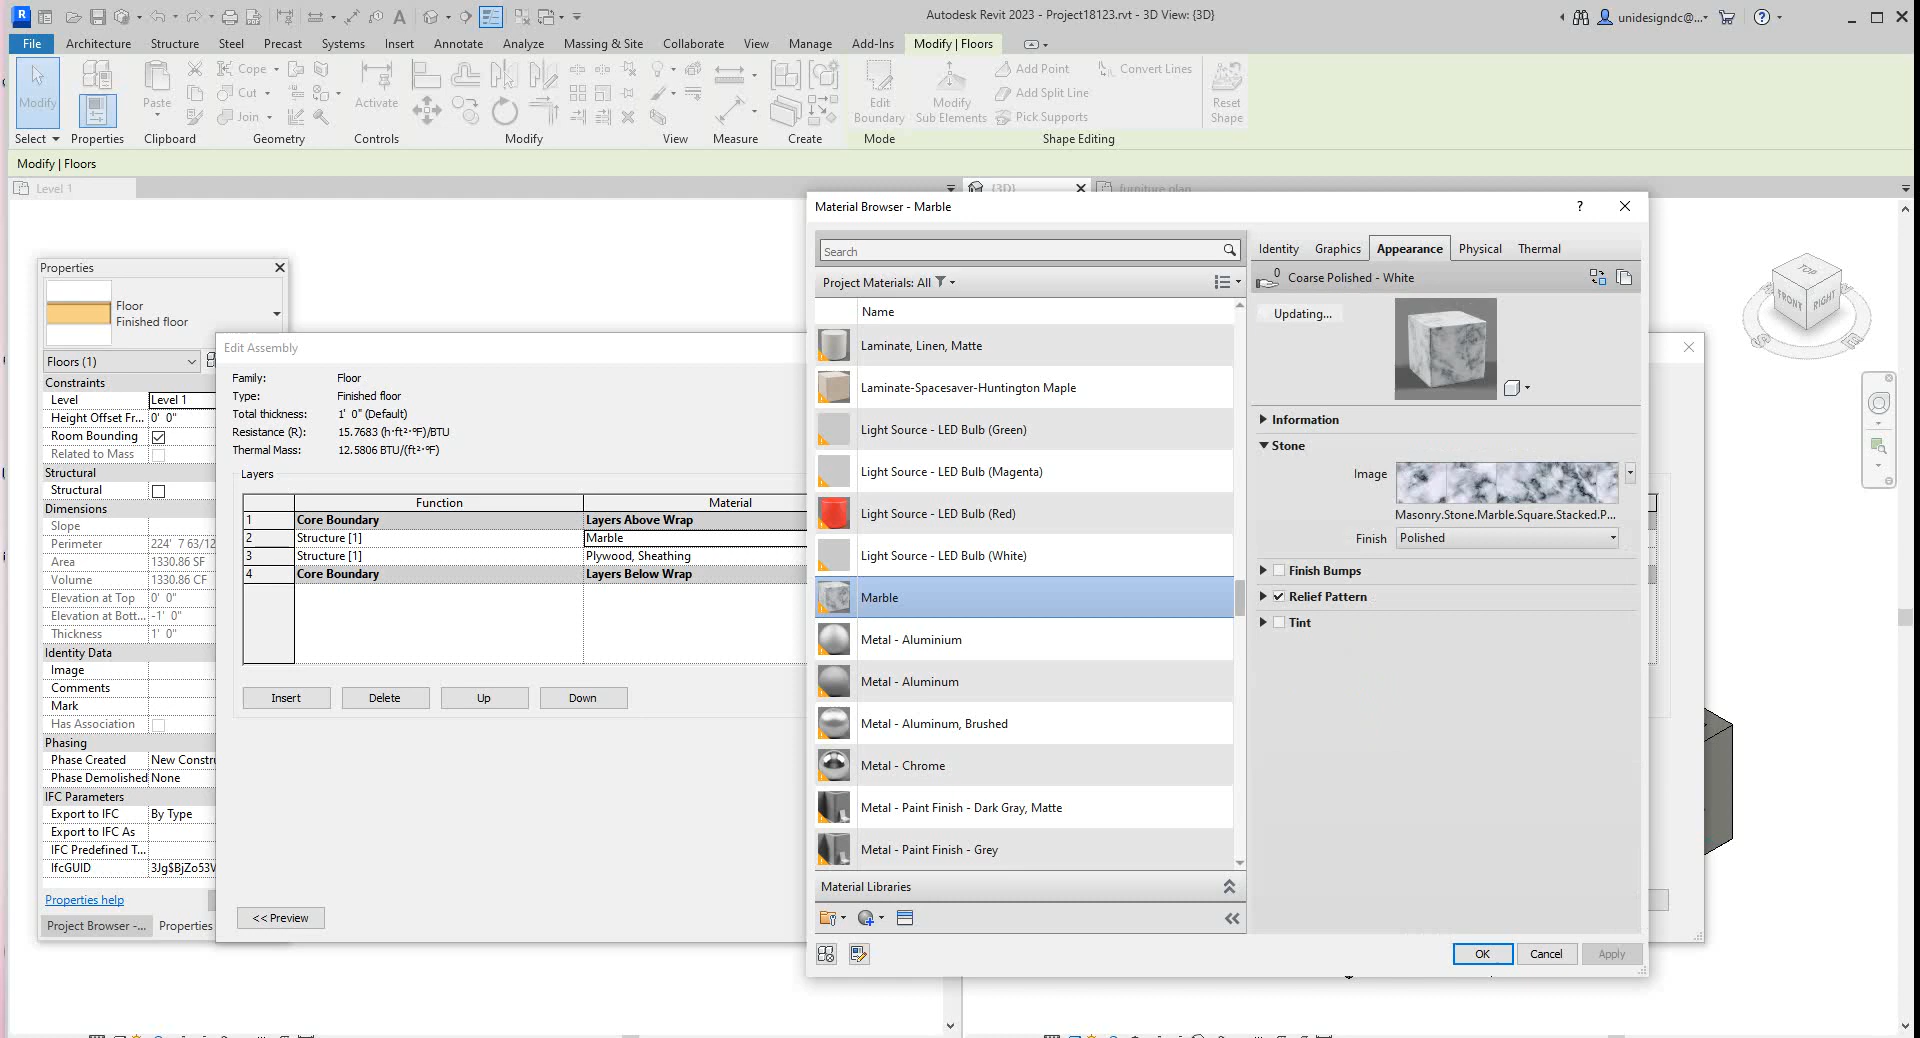 Autodesk Revit 2023 - Project18123.rvt - 3D View: {3D}
unidesigndc@...
File
Architecture
Structure
Steel
Precast
Systems
Insert
Annotate
Analyze
Massing & Site
Collaborate
View
Manage
Add-Ins
Modify | Floors
Modify
Paste
Cope
Cut
Join
Activate
Edit
Boundary
Modify
Sub Elements
Add Point
Add Split Line
Pick Supports
Convert Lines
Reset
Shape
Select
Properties
Clipboard
Geometry
Controls
Modify
View
Measure
Create
Mode
Shape Editing
Modify | Floors
Level 1
{3D}
furniture plan
Properties
Floor
Finished floor
Floors (1)
Constraints
Level
Level 1
Height Offset Fr...
0' 0"
Room Bounding
Related to Mass
Structural
Structural
Dimensions
Slope
Perimeter
224' 7 63/12
Area
1330.86 SF
Volume
1330.86 CF
Elevation at Top
0' 0"
Elevation at Bott...
-1' 0"
Thickness
1' 0"
Identity Data
Image
Comments
Mark
Has Association
Phasing
Phase Created
New Constru
Phase Demolished
None
IFC Parameters
Export to IFC
By Type
Export to IFC As
IFC Predefined T...
IfcGUID
3Jg$BjZo53V
Properties help
Project Browser -...
Properties
Edit Assembly
Family:
Floor
Type:
Finished floor
Total thickness:
1' 0" (Default)
Resistance (R):
15.7683 (h·ft²·°F)/BTU
Thermal Mass:
12.5806 BTU/(ft²·°F)
Layers
Function
Material
1
Core Boundary
Layers Above Wrap
2
Structure [1]
Marble
3
Structure [1]
Plywood, Sheathing
4
Core Boundary
Layers Below Wrap
Insert
Delete
Up
Down
<< Preview
Material Browser - Marble
?
Search
Project Materials: All
Name
Laminate, Linen, Matte
Laminate-Spacesaver-Huntington Maple
Light Source - LED Bulb (Green)
Light Source - LED Bulb (Magenta)
Light Source - LED Bulb (Red)
Light Source - LED Bulb (White)
Marble
Metal - Aluminium
Metal - Aluminum
Metal - Aluminum, Brushed
Metal - Chrome
Metal - Paint Finish - Dark Gray, Matte
Metal - Paint Finish - Grey
Material Libraries
Identity
Graphics
Appearance
Physical
Thermal
0
Coarse Polished - White
Updating...
Information
Stone
Image
Masonry.Stone.Marble.Square.Stacked.P...
Finish
Polished
Finish Bumps
Relief Pattern
Tint
OK
Cancel
Apply
TOP
FRONT
RIGHT